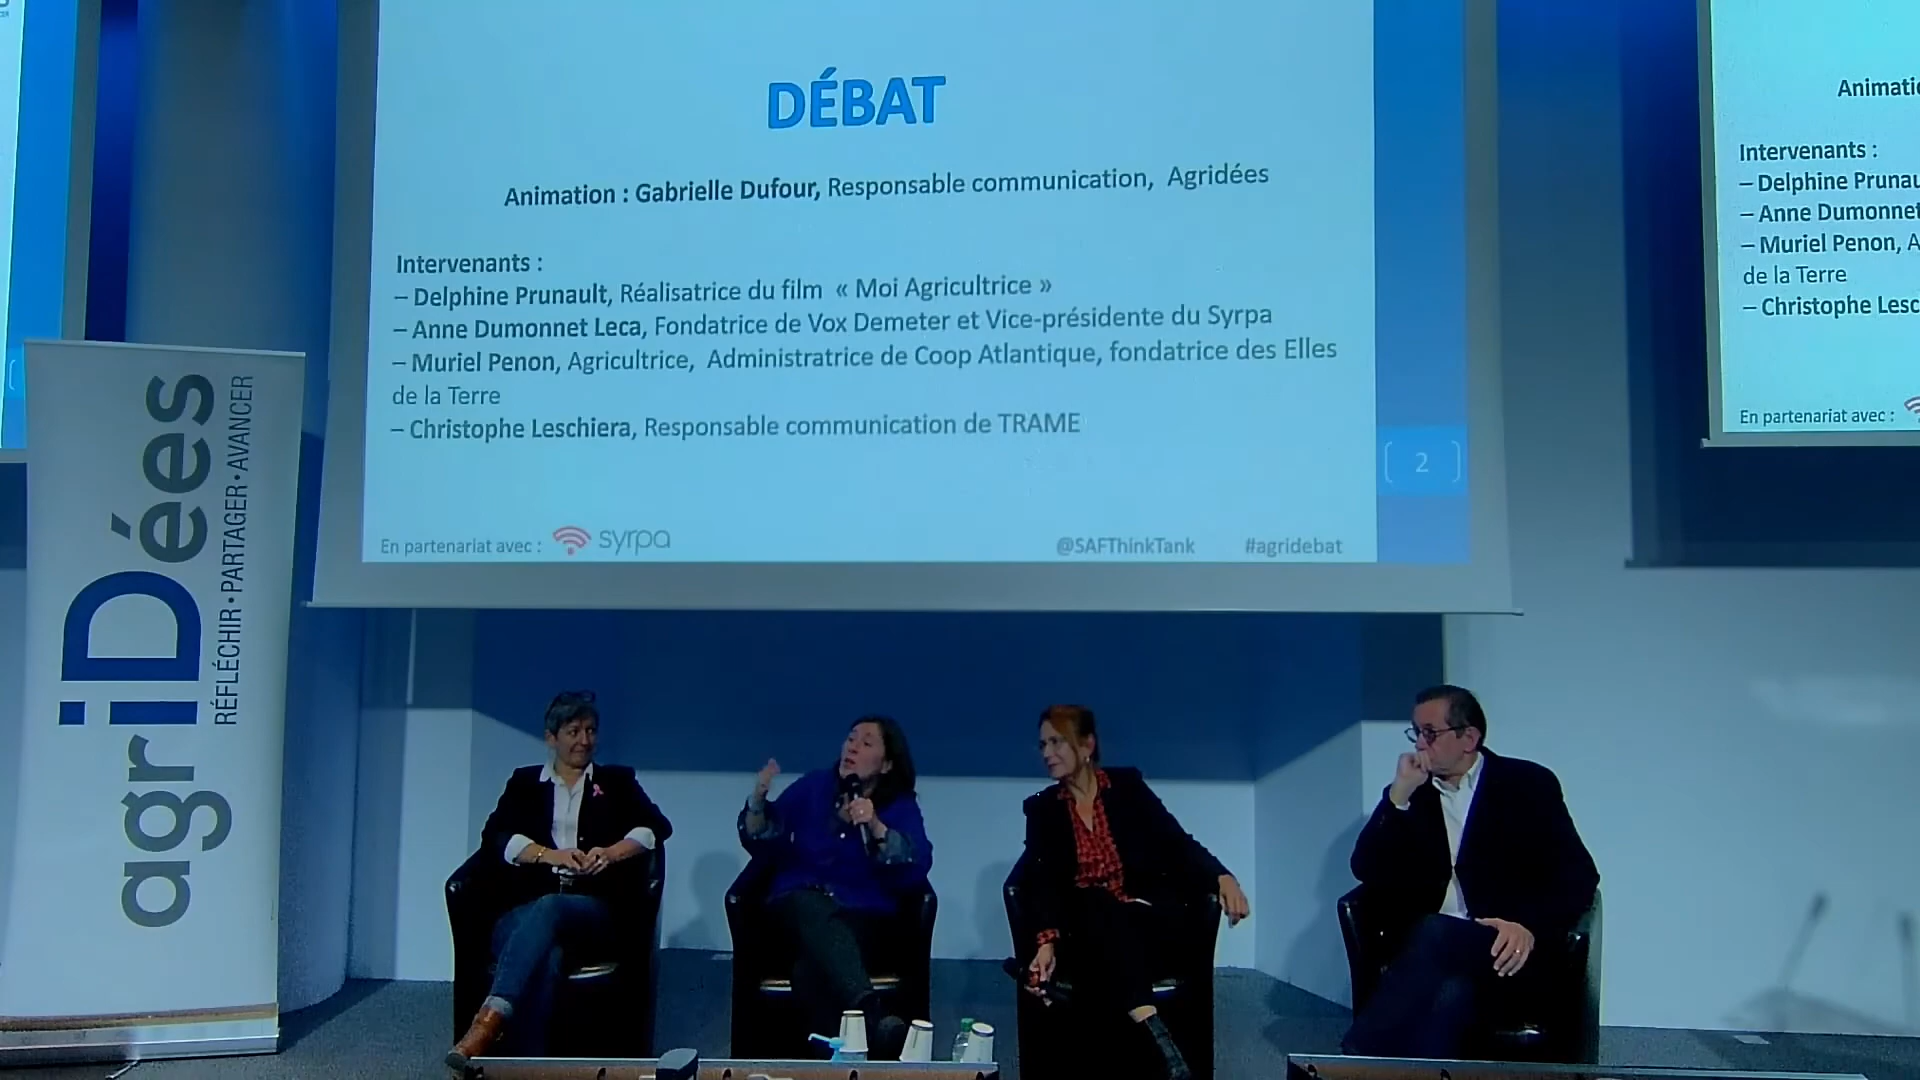 DÉBAT
Animation : Gabrielle Dufour, Responsable communication, Agridées
Intervenants :
– Delphine Prunault, Réalisatrice du film « Moi Agricultrice »
– Anne Dumonnet Leca, Fondatrice de Vox Demeter et Vice-présidente du Syrpa
– Muriel Penon, Agricultrice, Administratrice de Coop Atlantique, fondatrice des Elles
de la Terre
– Christophe Leschiera, Responsable communication de TRAME
2
En partenariat avec : syrpa
@SAFThinkTank #agridebat
agriDées
RÉFLÉCHIR • PARTAGER • AVANCER
Animatio
Intervenants :
– Delphine Prunau
– Anne Dumonnet
– Muriel Penon, A
de la Terre
– Christophe Lesc
En partenariat avec :